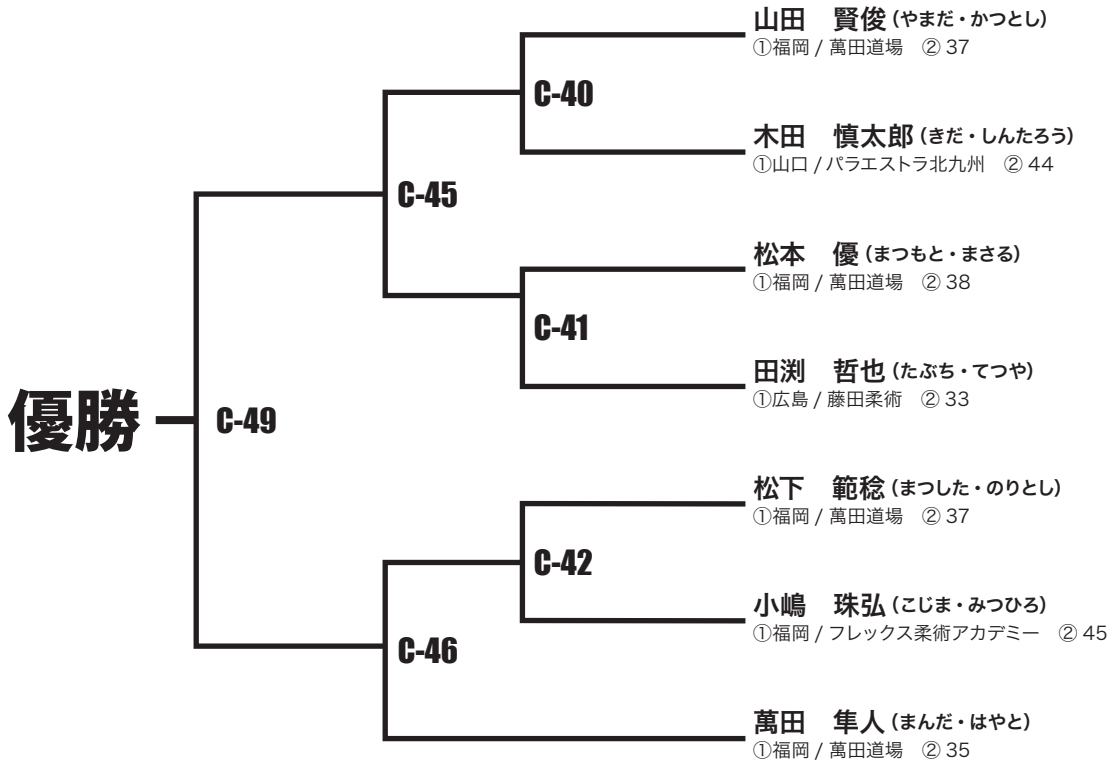 山田　賢俊（やまだ・かつとし）
①福岡 / 萬田道場　② 37
C-40
木田　慎太郎（きだ・しんたろう）
①山口 / パラエストラ北九州　② 44
C-45
松本　優（まつもと・まさる）
①福岡 / 萬田道場　② 38
C-41
田渕　哲也（たぶち・てつや）
①広島 / 藤田柔術　② 33
優勝
C-49
松下　範稔（まつした・のりとし）
①福岡 / 萬田道場　② 37
C-42
小嶋　珠弘（こじま・みつひろ）
①福岡 / フレックス柔術アカデミー　② 45
C-46
萬田　隼人（まんだ・はやと）
①福岡 / 萬田道場　② 35